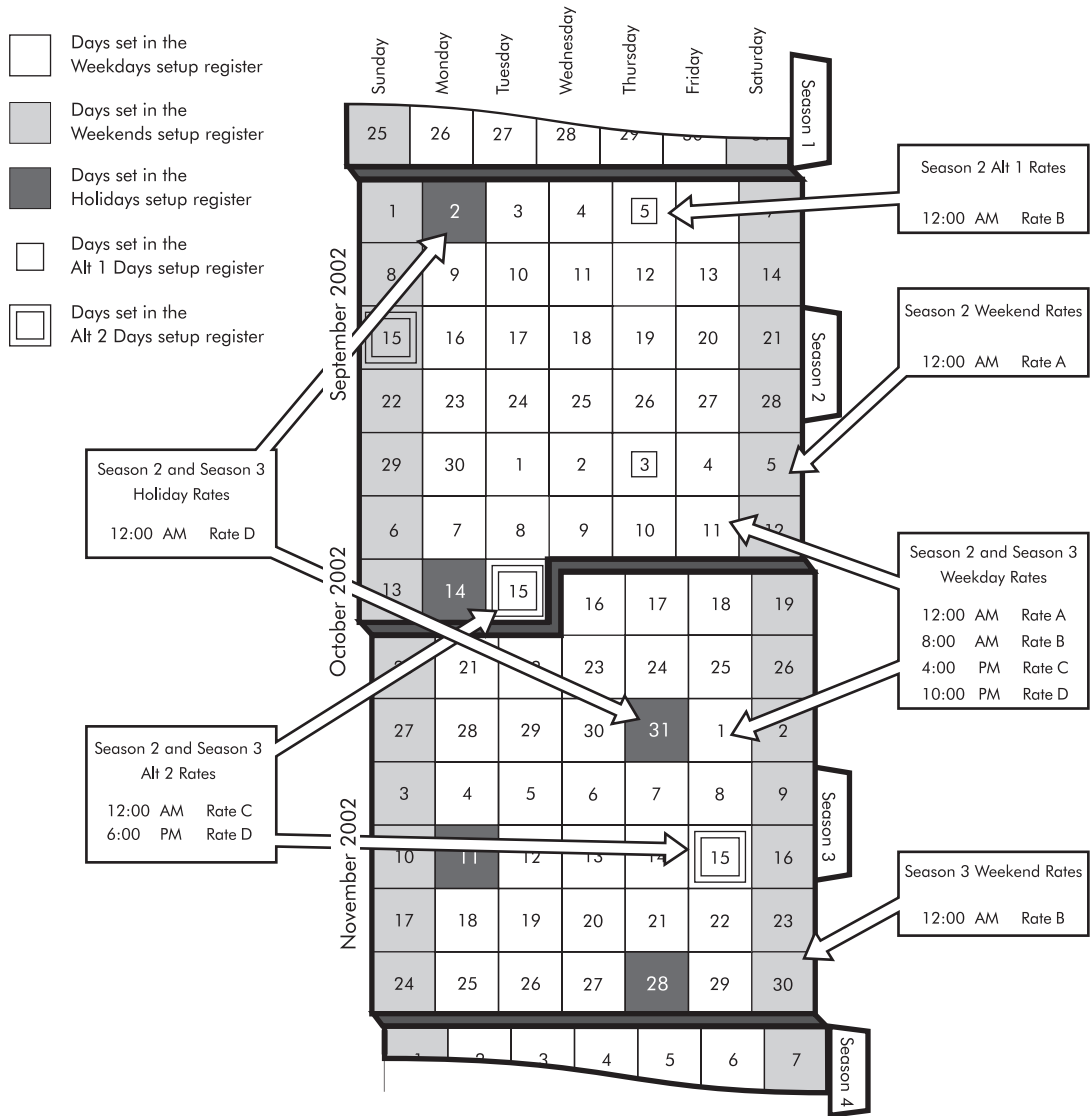 Days set in the
Weekdays setup register
Days set in the
Weekends setup register
Days set in the
Holidays setup register
Days set in the
Alt 1 Days setup register
Days set in the
Alt 2 Days setup register
Sunday Monday Tuesday Wednesday Thursday Friday Saturday
Season 1
25 26 27 28 29
September 2002
1 2 3 4 5
8 9 10 11 12 13 14
15 16 17 18 19 20 21
22 23 24 25 26 27 28
29 30 1 2 3 4 5
6 7 8 9 10 11 12
Season 2
October 2002
13 14 15 16 17 18 19
21 23 24 25 26
27 28 29 30 31 1 2
November 2002
3 4 5 6 7 8 9
10 11 12 13 14 15 16
17 18 19 20 21 22 23
24 25 26 27 28 29 30
Season 3
1 2 3 4 5 6 7
Season 4
Season 2 Alt 1 Rates
12:00 AM Rate B
Season 2 Weekend Rates
12:00 AM Rate A
Season 2 and Season 3
Holiday Rates
12:00 AM Rate D
Season 2 and Season 3
Weekday Rates
12:00 AM Rate A
8:00 AM Rate B
4:00 PM Rate C
10:00 PM Rate D
Season 2 and Season 3
Alt 2 Rates
12:00 AM Rate C
6:00 PM Rate D
Season 3 Weekend Rates
12:00 AM Rate B